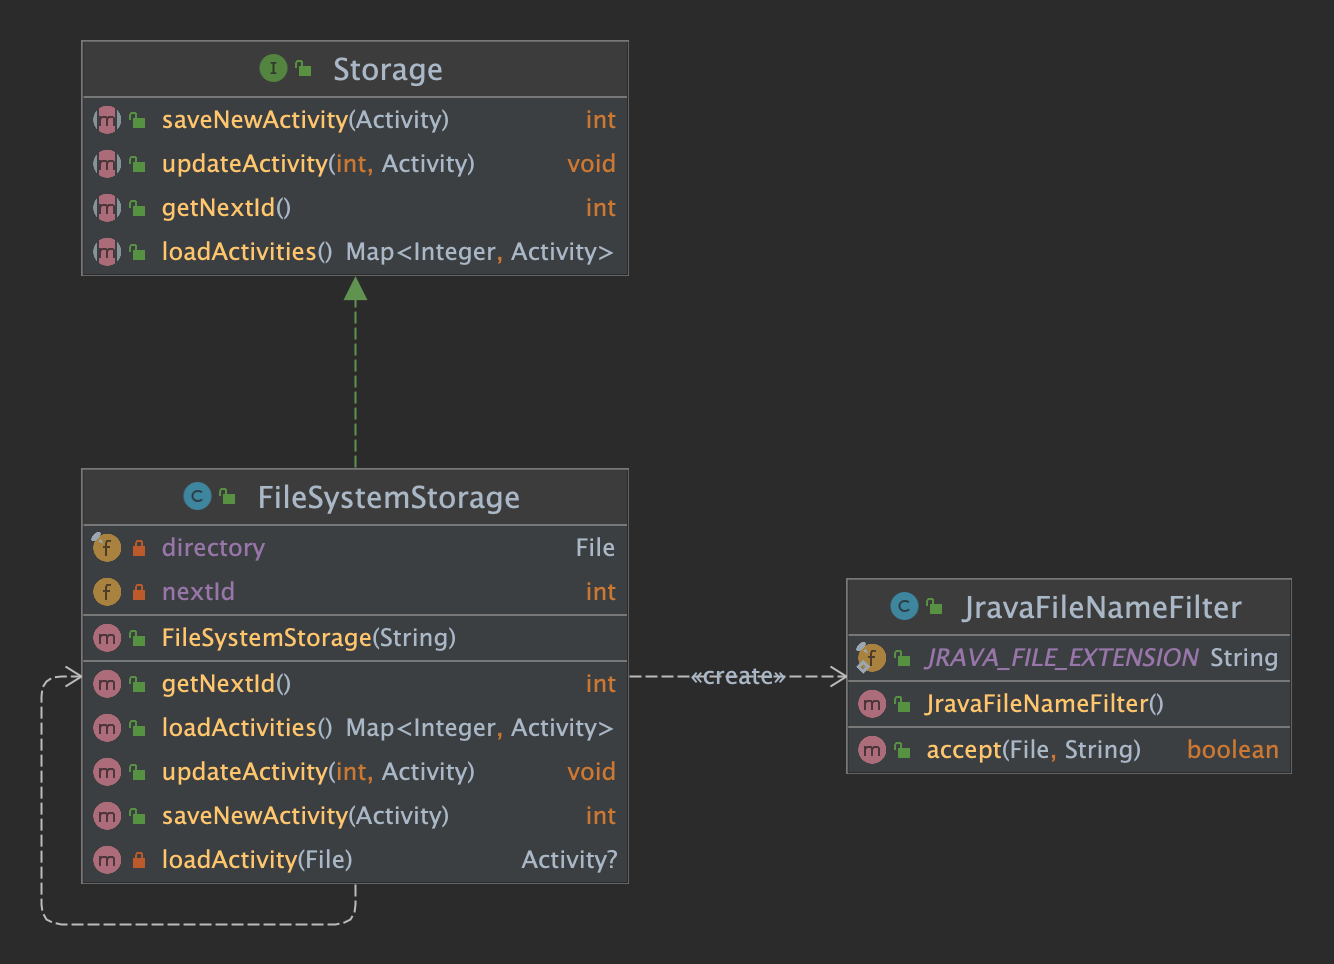 I Storage
m saveNewActivity(Activity) int
m updateActivity(int, Activity) void
m getNextId() int
m loadActivities() Map<Integer, Activity>
C FileSystemStorage
f directory File
f nextId int
m FileSystemStorage(String)
m getNextId() int
m loadActivities() Map<Integer, Activity>
m updateActivity(int, Activity) void
m saveNewActivity(Activity) int
m loadActivity(File) Activity?
«create»
C JravaFileNameFilter
f JRAVA_FILE_EXTENSION String
m JravaFileNameFilter()
m accept(File, String) boolean